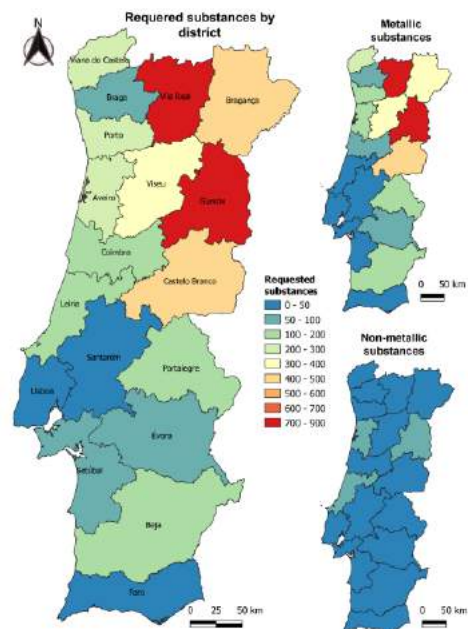 Requered substances by
district
N
Viana do Castelo
Braga
Vila Real
Bragança
Porto
Viseu
Aveiro
Guarda
Coimbra
Castelo Branco
Leiria
Santarém
Lisboa
Portalegre
Évora
Setúbal
Beja
Faro
0 25 50 km
Requested
substances
0 - 50
50 - 100
100 - 200
200 - 300
300 - 400
400 - 500
500 - 600
600 - 700
700 - 900
Metallic
substances
0 50 km
Non-metallic
substances
0 50 km